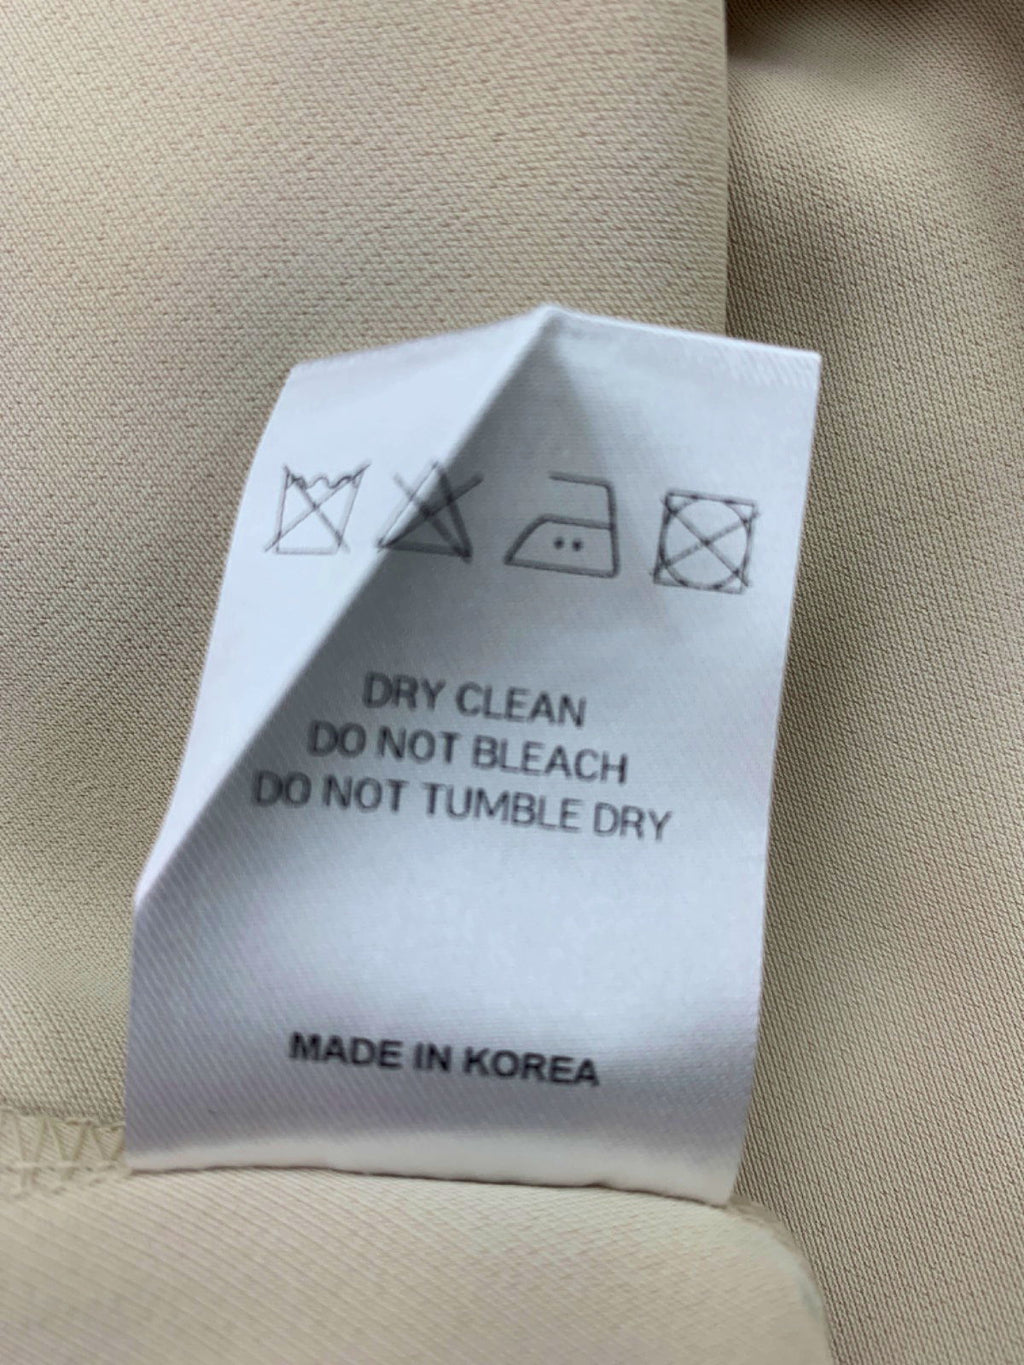 DRY CLEAN
DO NOT BLEACH
DO NOT TUMBLE DRY
MADE IN KOREA